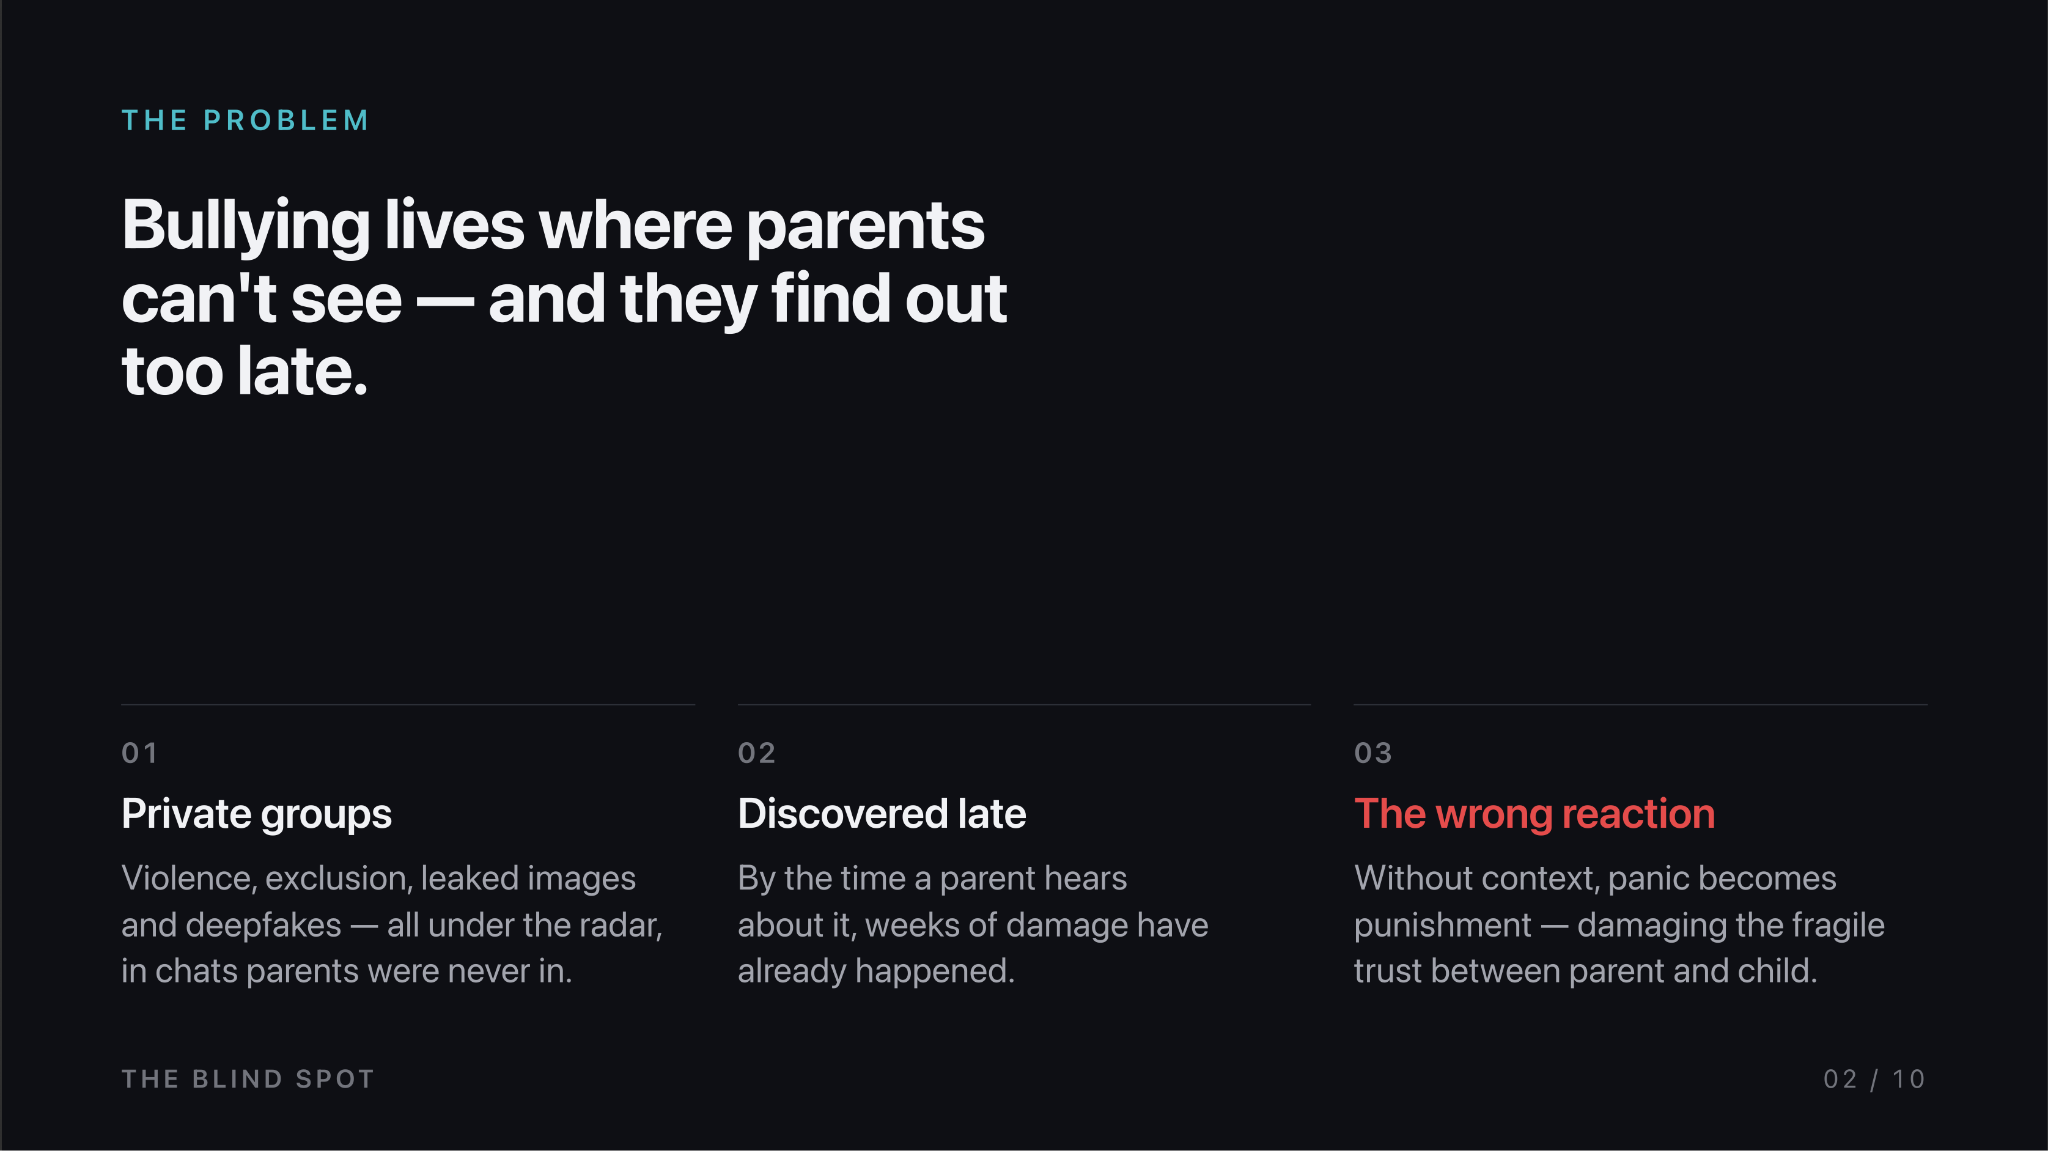 THE PROBLEM
Bullying lives where parents
can't see — and they find out
too late.
01
Private groups
Violence, exclusion, leaked images
and deepfakes — all under the radar,
in chats parents were never in.
02
Discovered late
By the time a parent hears
about it, weeks of damage have
already happened.
03
The wrong reaction
Without context, panic becomes
punishment — damaging the fragile
trust between parent and child.
THE BLIND SPOT
02 / 10